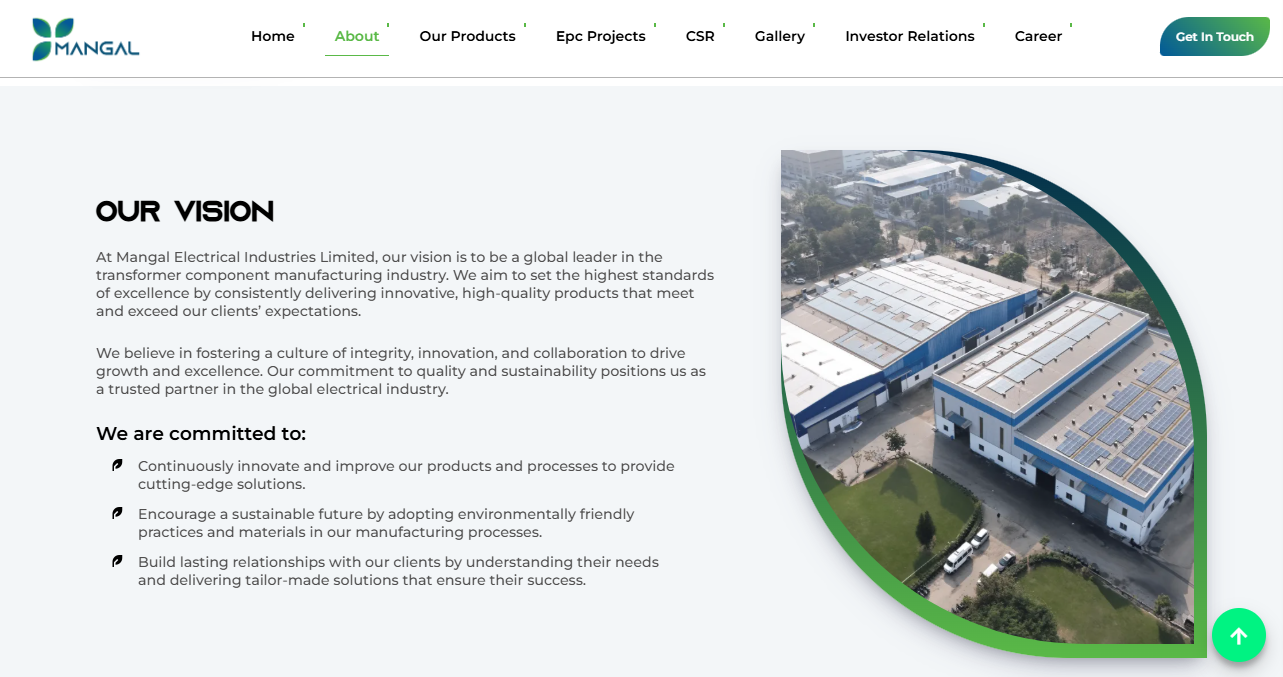 MANGAL
Home
About
Our Products
Epc Projects
CSR
Gallery
Investor Relations
Career
Get In Touch
OUR VISION
At Mangal Electrical Industries Limited, our vision is to be a global leader in the
transformer component manufacturing industry. We aim to set the highest standards
of excellence by consistently delivering innovative, high-quality products that meet
and exceed our clients’ expectations.
We believe in fostering a culture of integrity, innovation, and collaboration to drive
growth and excellence. Our commitment to quality and sustainability positions us as
a trusted partner in the global electrical industry.
We are committed to:
Continuously innovate and improve our products and processes to provide
cutting-edge solutions.
Encourage a sustainable future by adopting environmentally friendly
practices and materials in our manufacturing processes.
Build lasting relationships with our clients by understanding their needs
and delivering tailor-made solutions that ensure their success.